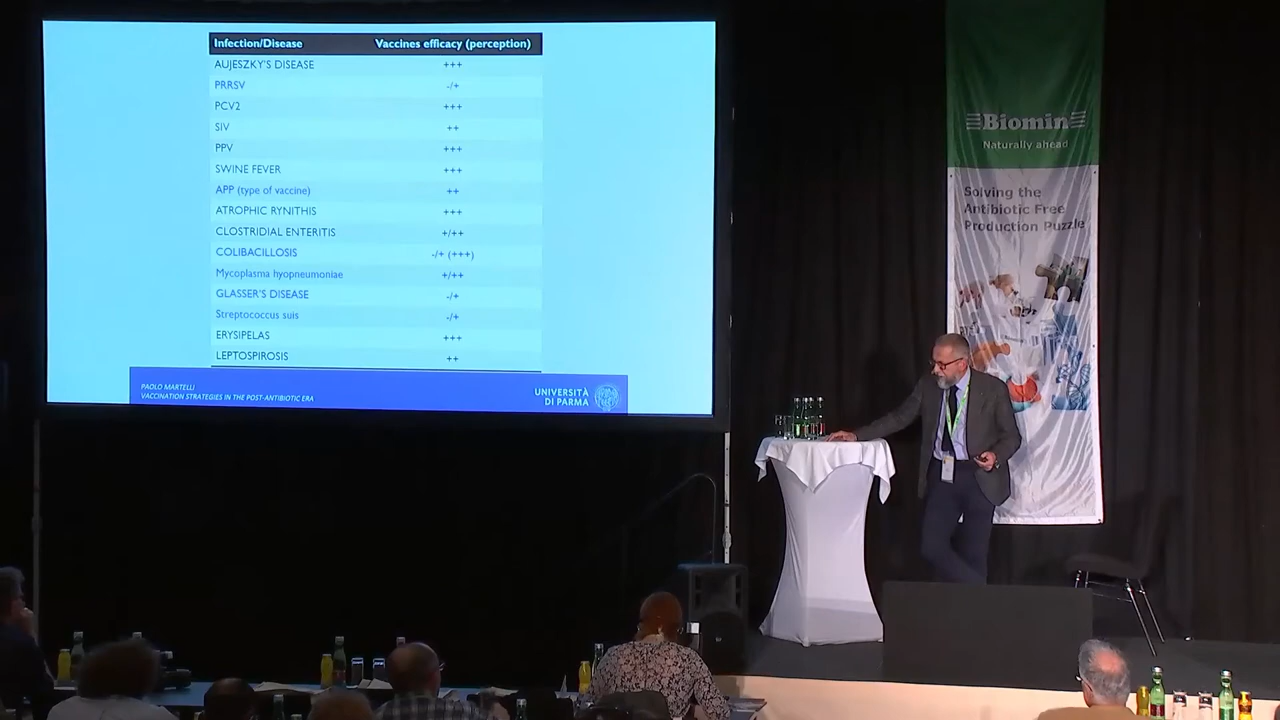 Infection/Disease Vaccines efficacy (perception)
AUJESZKY'S DISEASE +++
PRRSV -/+
PCV2 +++
SIV ++
PPV +++
SWINE FEVER +++
APP (type of vaccine) ++
ATROPHIC RYNITHIS +++
CLOSTRIDIAL ENTERITIS +/++
COLIBACILLOSIS -/+ (+++)
Mycoplasma hyopneumoniae +/++
GLASSER'S DISEASE -/+
Streptococcus suis -/+
ERYSIPELAS +++
LEPTOSPIROSIS ++
PAOLO MARTELLI
VACCINATION STRATEGIES IN THE POST-ANTIBIOTIC ERA
UNIVERSITÀ
DI PARMA
Biomin
Naturally ahead
Solving the
Antibiotic Free
Production Puzzle